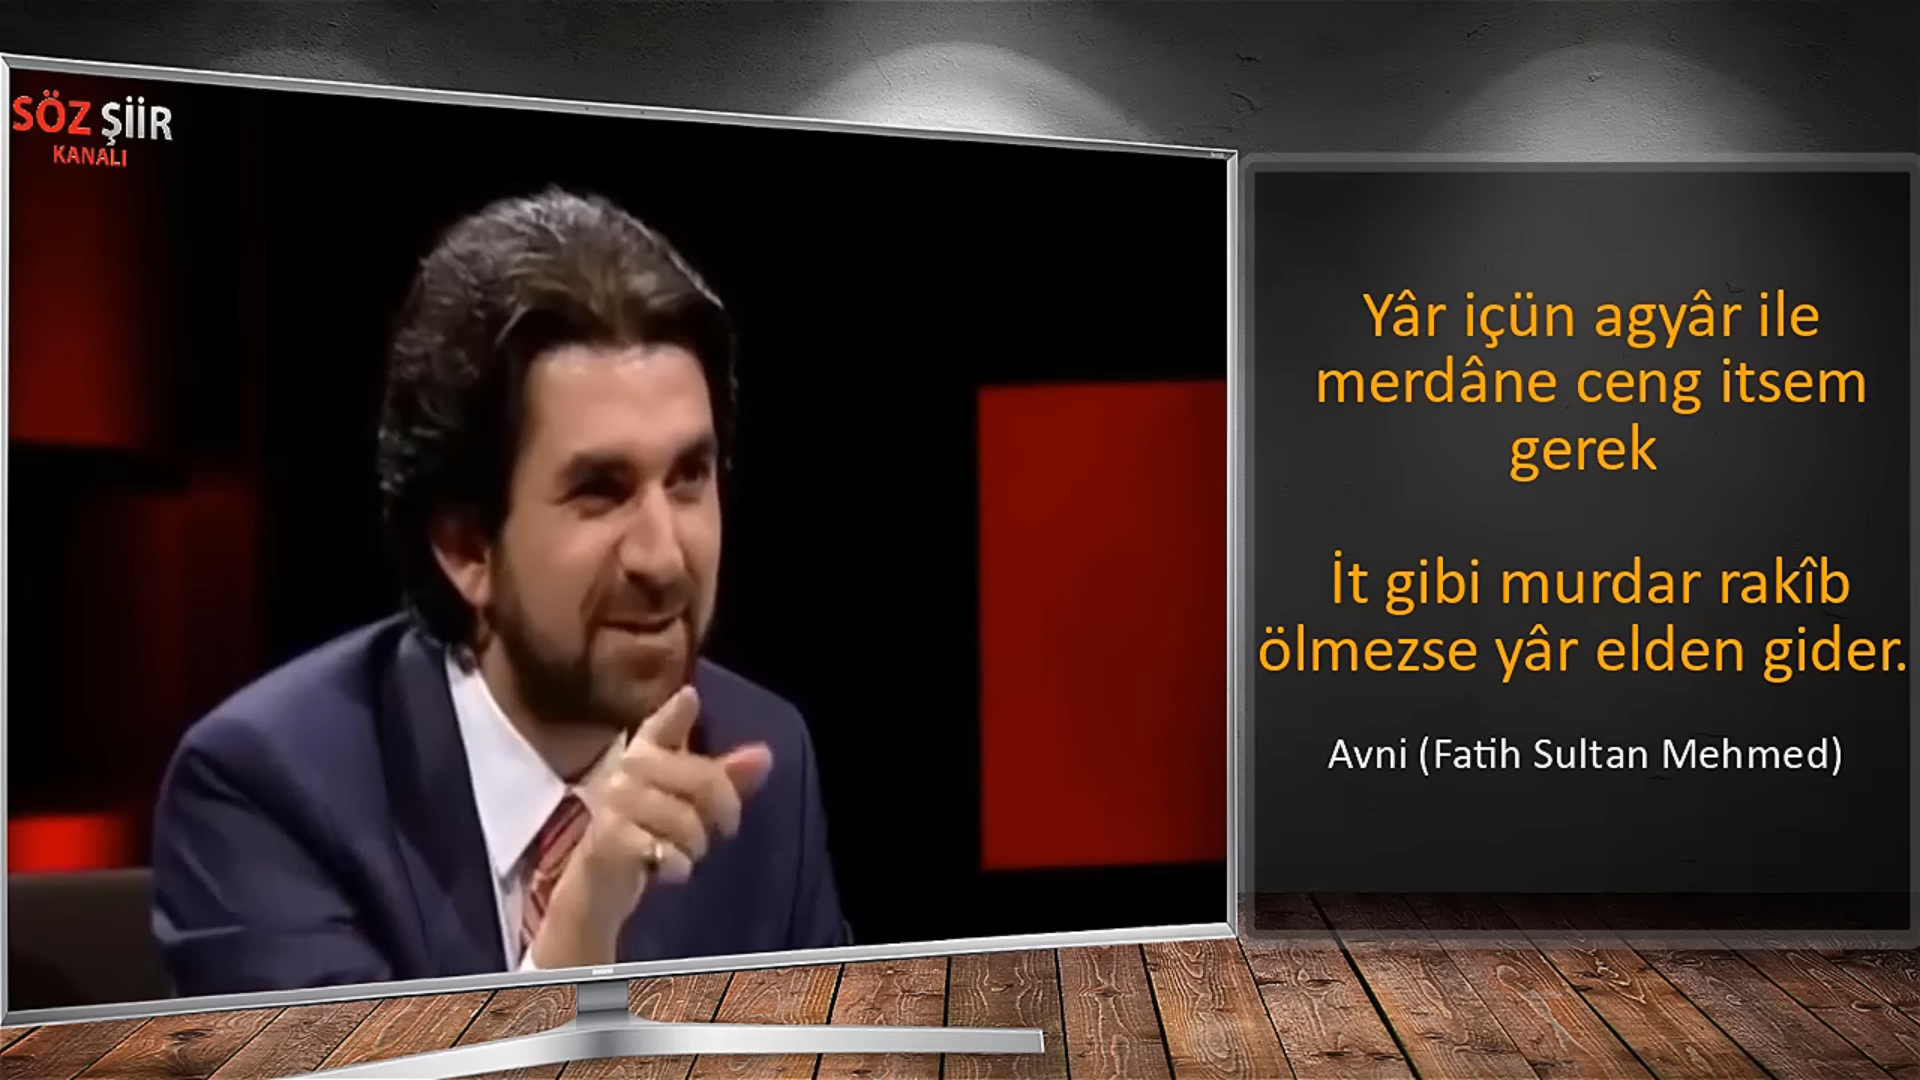 SÖZ ŞİİR
KANALI
Yâr içün agyâr ile
merdâne ceng itsem
gerek
İt gibi murdar rakîb
ölmezse yâr elden gider.
Avni (Fatih Sultan Mehmed)